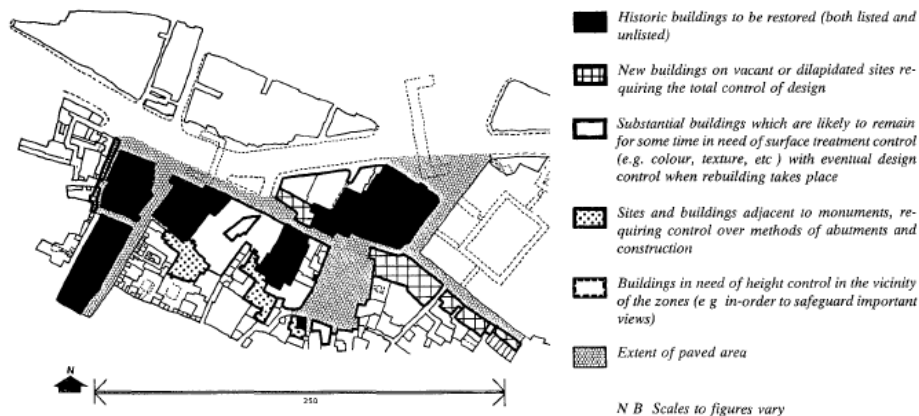 Historic buildings to be restored (both listed and
unlisted)
New buildings on vacant or dilapidated sites re-
quiring the total control of design
Substantial buildings which are likely to remain
for some time in need of surface treatment control
(e.g. colour, texture, etc ) with eventual design
control when rebuilding takes place
Sites and buildings adjacent to monuments, re-
quiring control over methods of abutments and
construction
Buildings in need of height control in the vicinity
of the zones (e g in-order to safeguard important
views)
Extent of paved area
N
250
N B Scales to figures vary